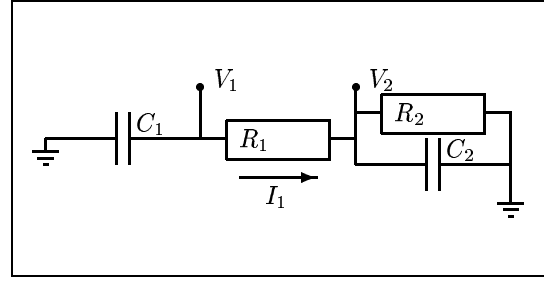 V₁ V₂
R₂
C₁
R₁ C₂
I₁